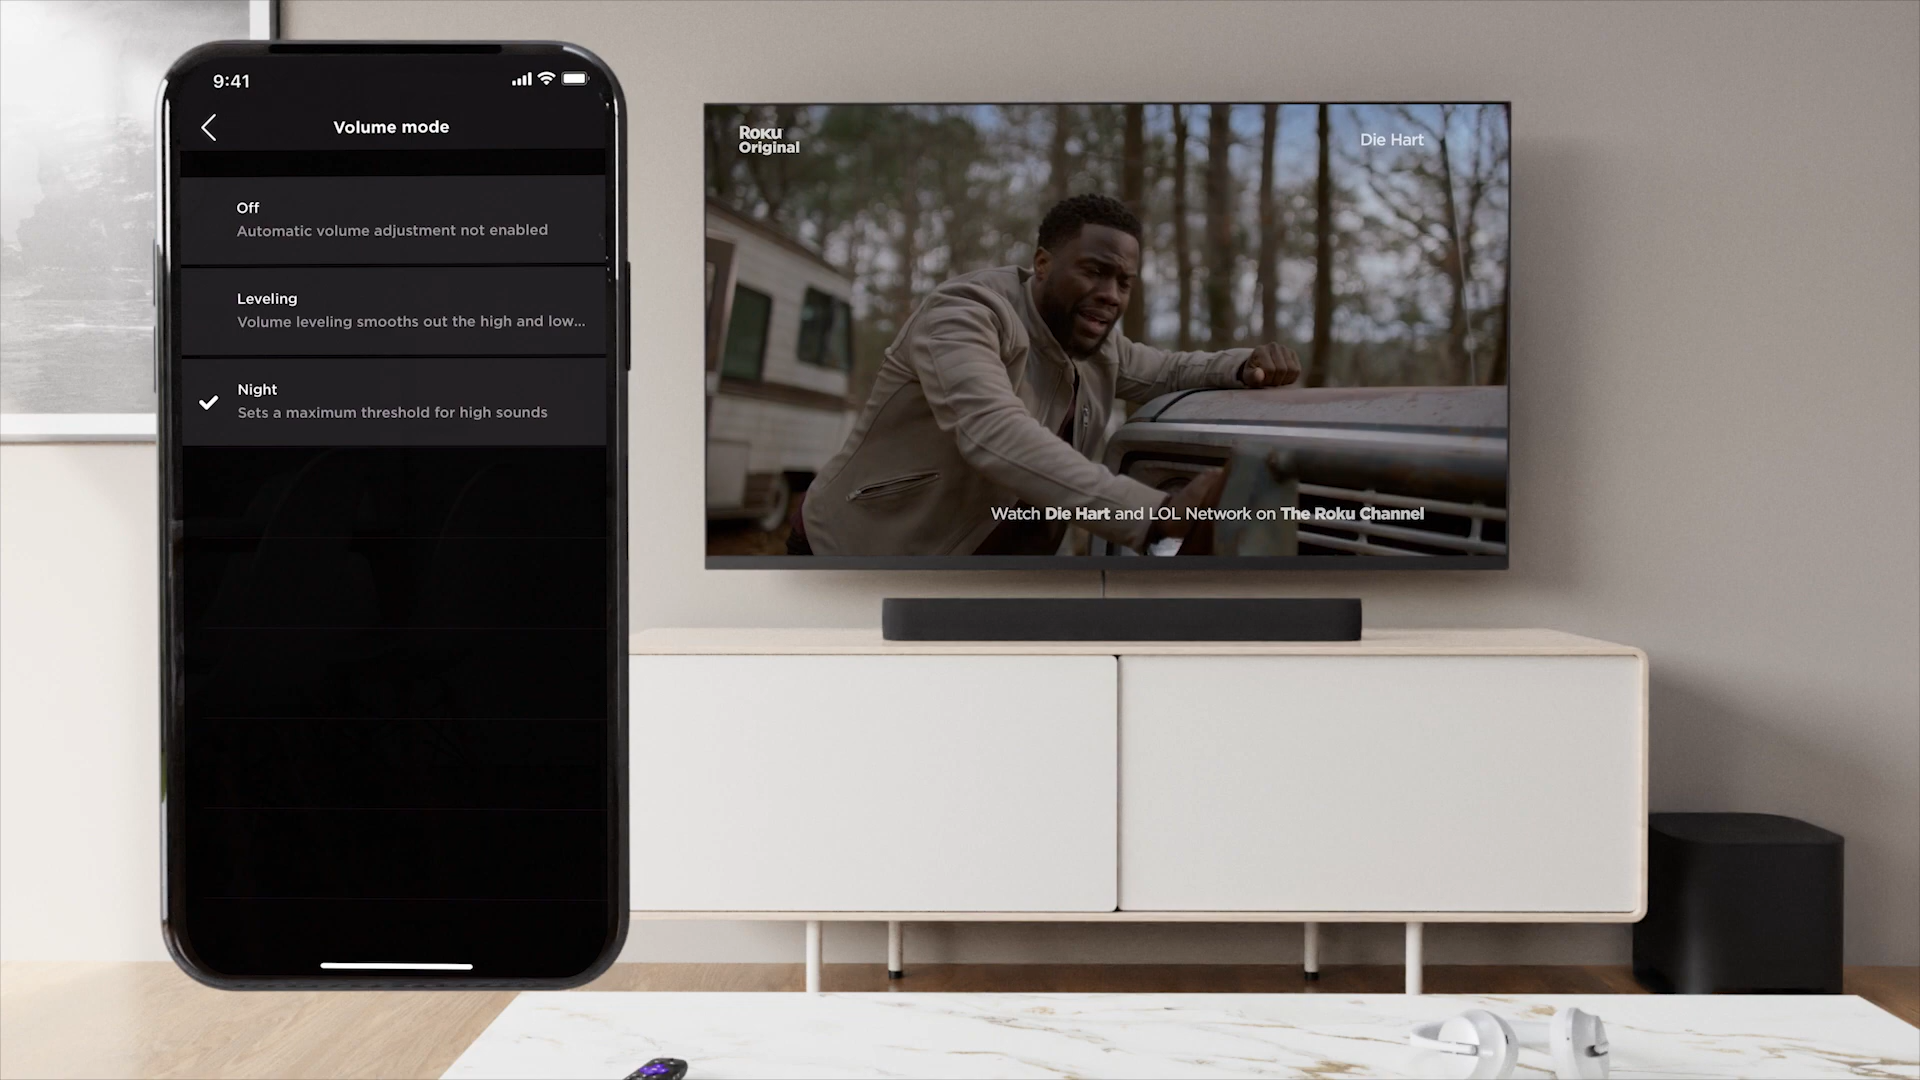 9:41
Volume mode
Off
Automatic volume adjustment not enabled
Leveling
Volume leveling smooths out the high and low...
Night
Sets a maximum threshold for high sounds
Roku
Original
Die Hart
Watch Die Hart and LOL Network on The Roku Channel